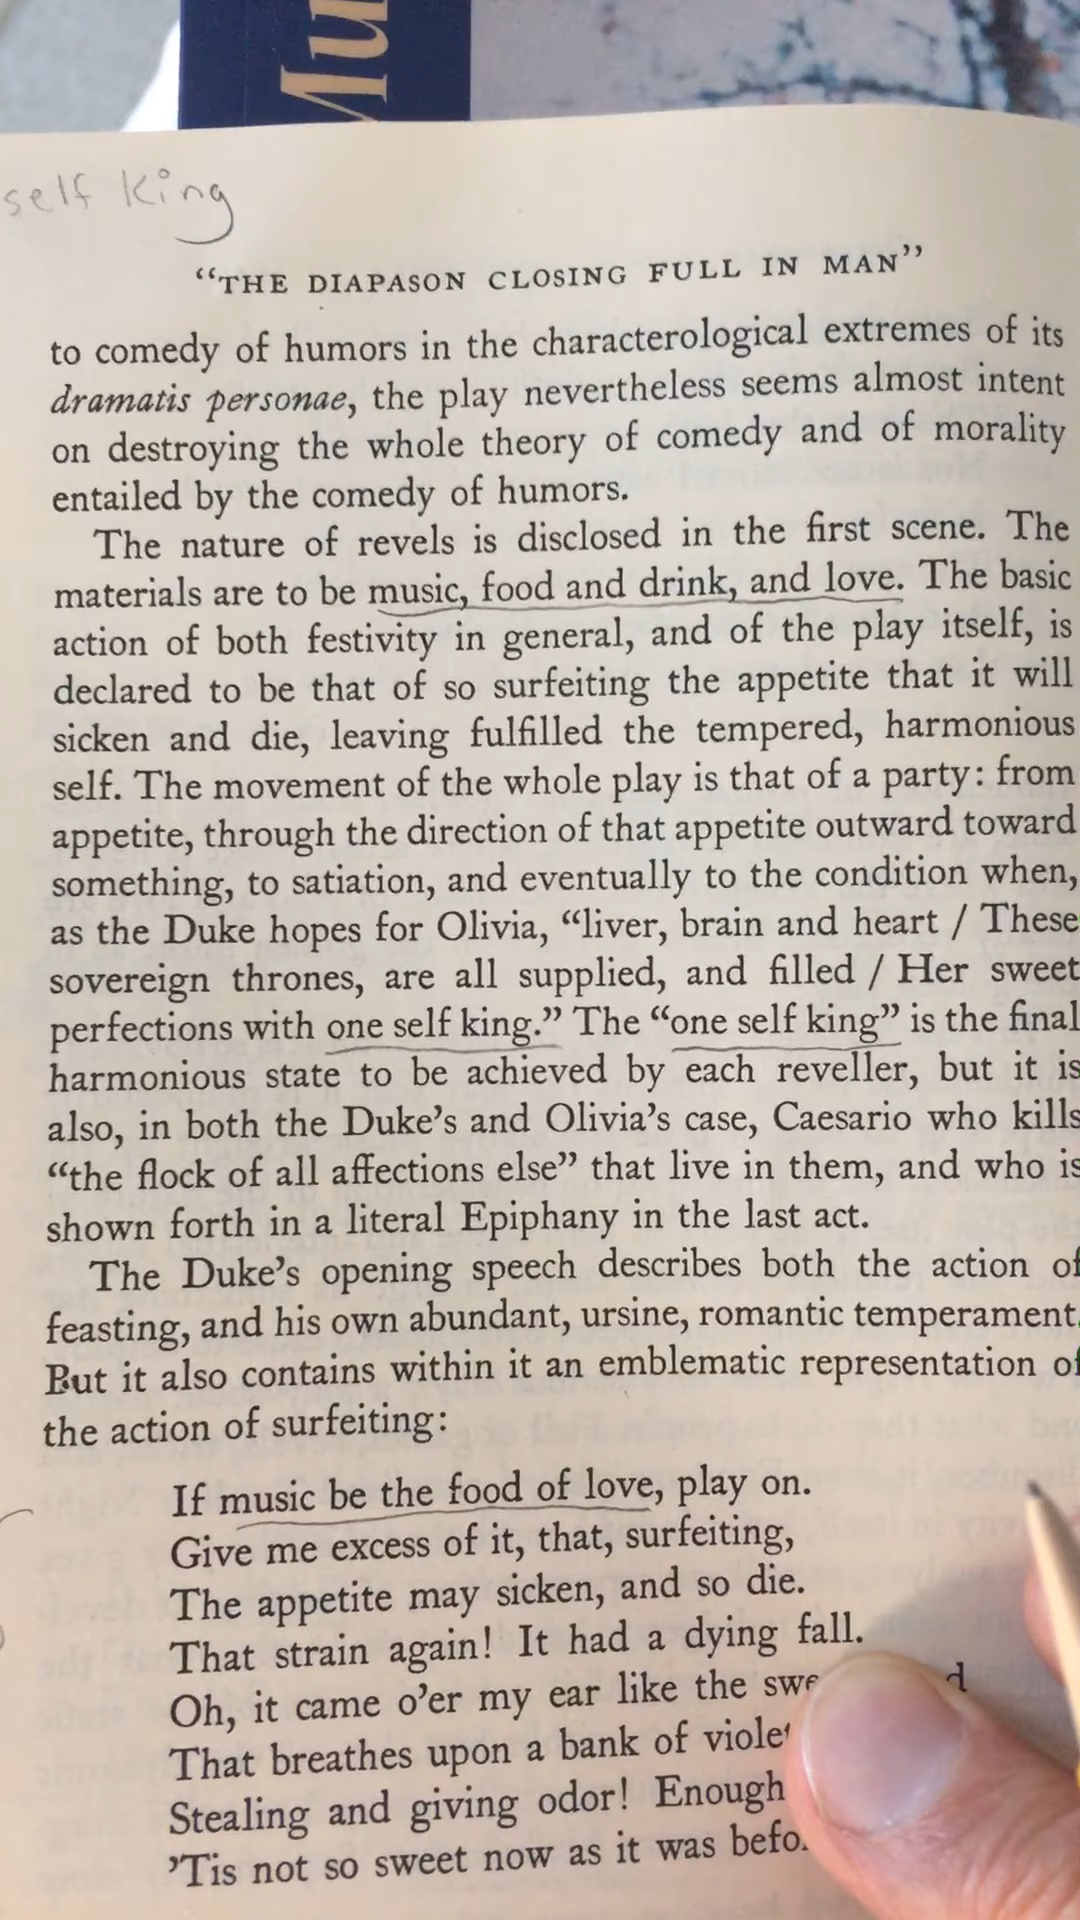 Mu
self King
“THE DIAPASON CLOSING FULL IN MAN”
to comedy of humors in the characterological extremes of its
dramatis personae, the play nevertheless seems almost intent
on destroying the whole theory of comedy and of morality
entailed by the comedy of humors.
The nature of revels is disclosed in the first scene. The
materials are to be music, food and drink, and love. The basic
action of both festivity in general, and of the play itself, is
declared to be that of so surfeiting the appetite that it will
sicken and die, leaving fulfilled the tempered, harmonious
self. The movement of the whole play is that of a party: from
appetite, through the direction of that appetite outward toward
something, to satiation, and eventually to the condition when,
as the Duke hopes for Olivia, “liver, brain and heart / These
sovereign thrones, are all supplied, and filled / Her sweet
perfections with one self king.” The “one self king” is the final
harmonious state to be achieved by each reveller, but it is
also, in both the Duke’s and Olivia’s case, Caesario who kills
“the flock of all affections else” that live in them, and who is
shown forth in a literal Epiphany in the last act.
The Duke’s opening speech describes both the action of
feasting, and his own abundant, ursine, romantic temperament.
But it also contains within it an emblematic representation of
the action of surfeiting:
If music be the food of love, play on.
Give me excess of it, that, surfeiting,
The appetite may sicken, and so die.
That strain again! It had a dying fall.
Oh, it came o’er my ear like the
That breathes upon a bank of
Stealing and giving odor! Enough
’Tis not so sweet now as it was